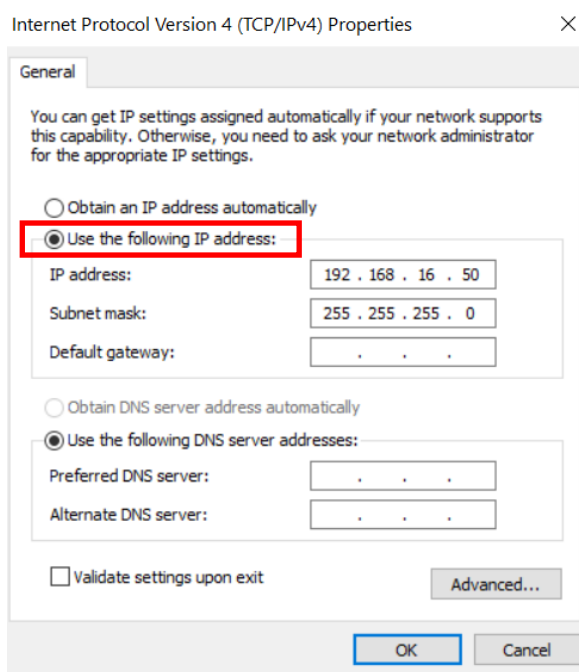 Internet Protocol Version 4 (TCP/IPv4) Properties
General
You can get IP settings assigned automatically if your network supports
this capability. Otherwise, you need to ask your network administrator
for the appropriate IP settings.
Obtain an IP address automatically
Use the following IP address:
IP address: 192 . 168 . 16 . 50
Subnet mask: 255 . 255 . 255 . 0
Default gateway: . . .
Obtain DNS server address automatically
Use the following DNS server addresses:
Preferred DNS server: . . .
Alternate DNS server: . . .
Validate settings upon exit
Advanced...
OK Cancel